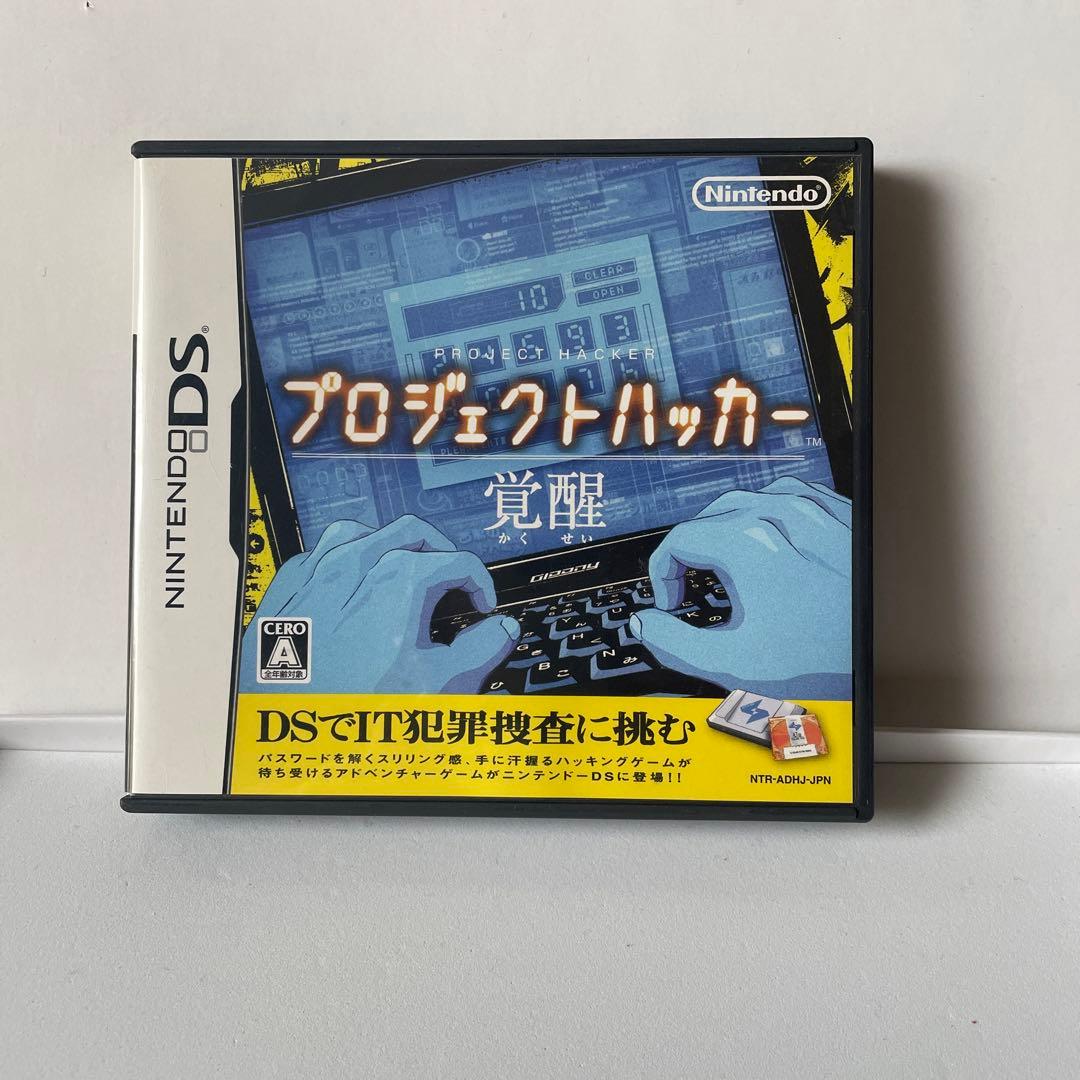 NINTENDO DS®
Nintendo®
CLEAR
10
OPEN
PROJECT HACKER
プロジェクトハッカー™
覚醒
かくせい
Gloopy
CERO
A
全年齢対象
DSでIT犯罪捜査に挑む
パスワードを解くスリリング感、手に汗握るハッキングゲームが
待ち受けるアドベンチャーゲームがニンテンドーDSに登場!!
NTR-ADHJ-JPN